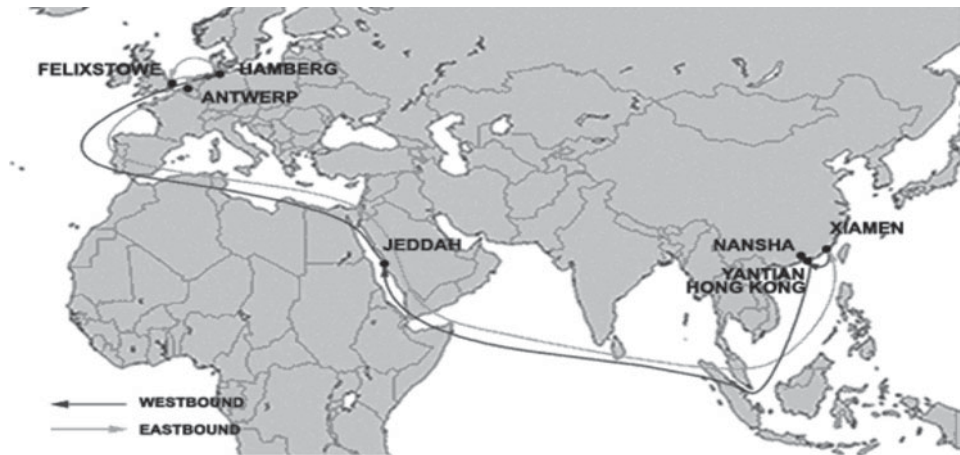 FELIXSTOWE
HAMBERG
ANTWERP
JEDDAH
XIAMEN
NANSHA
YANTIAN
HONG KONG
WESTBOUND
EASTBOUND